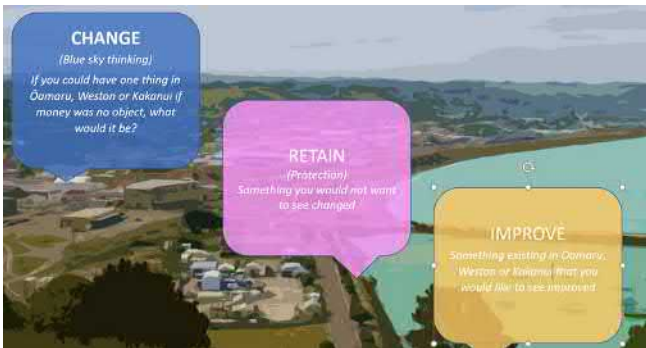 CHANGE
(Blue sky thinking)
If you could have one thing in
Ōamaru, Weston or Kakanui if
money was no object, what
would it be?
RETAIN
(Protection)
Something you would not want
to see changed
IMPROVE
Something existing in Oamaru,
Weston or Kakanui that you
would like to see improved